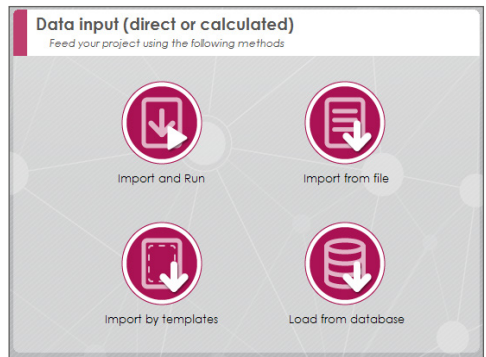 Data input (direct or calculated)
Feed your project using the following methods
Import and Run
Import from file
Import by templates
Load from database